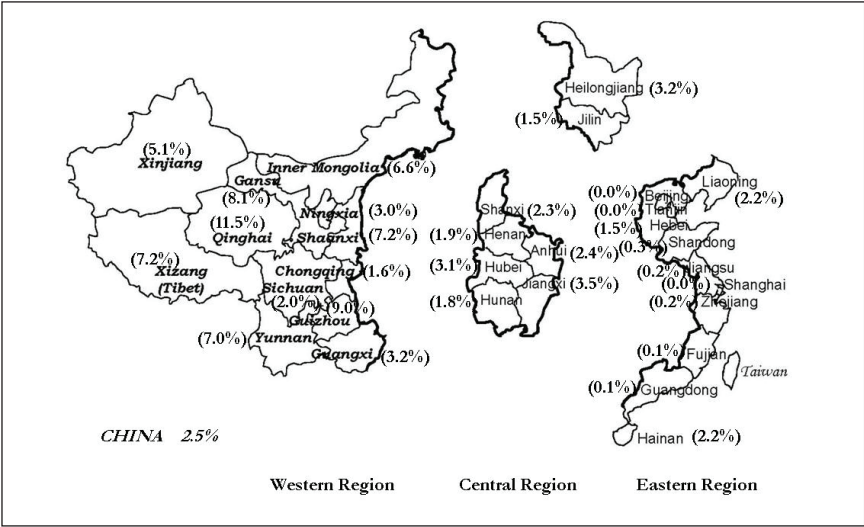 (5.1%)
Xinjiang
Inner Mongolia (6.6%)
Gansu
(8.1%)
Ningxia (3.0%)
(11.5%)
Qinghai
Shaanxi (7.2%)
(7.2%)
Xizang
(Tibet)
Chongqing (1.6%)
Sichuan
(2.0%)
(9.0%)
Guizhou
(7.0%) Yunnan
Guangxi (3.2%)
CHINA 2.5%
Western Region
Heilongjiang (3.2%)
(1.5%) Jilin
Shanxi (2.3%)
(1.9%) Henan
Anhui (2.4%)
(3.1%) Hubei
Jiangxi (3.5%)
(1.8%) Hunan
Central Region
Liaoning
(2.2%)
(0.0%) Beijing
(0.0%) Tianjin
(1.5%) Hebei
(0.3%) Shandong
(0.2%) Jiangsu
(0.0%) Shanghai
(0.2%) Zhejiang
(0.1%) Fujian
Taiwan
(0.1%) Guangdong
Hainan (2.2%)
Eastern Region